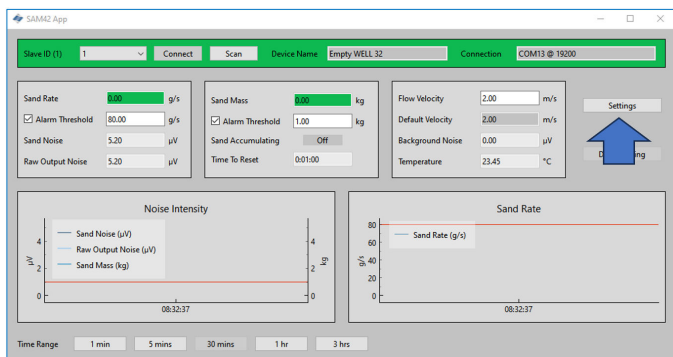 SAM42 App
Slave ID (1) 1 Connect Scan Device Name Empty WELL 32 Connection COM13 @ 19200
Sand Rate 0.00 g/s
Alarm Threshold 80.00 g/s
Sand Noise 5.20 µV
Raw Output Noise 5.20 µV
Sand Mass 0.00 kg
Alarm Threshold 1.00 kg
Sand Accumulating Off
Time To Reset 0:01:00
Flow Velocity 2.00 m/s
Default Velocity 2.00 m/s
Background Noise 0.00 µV
Temperature 23.45 °C
Settings
Noise Intensity
Sand Noise (µV)
Raw Output Noise (µV)
Sand Mass (kg)
µV
4
2
0
kg
4
2
0
08:32:37
Sand Rate
Sand Rate (g/s)
g/s
80
60
40
20
0
08:32:37
Time Range 1 min 5 mins 30 mins 1 hr 3 hrs